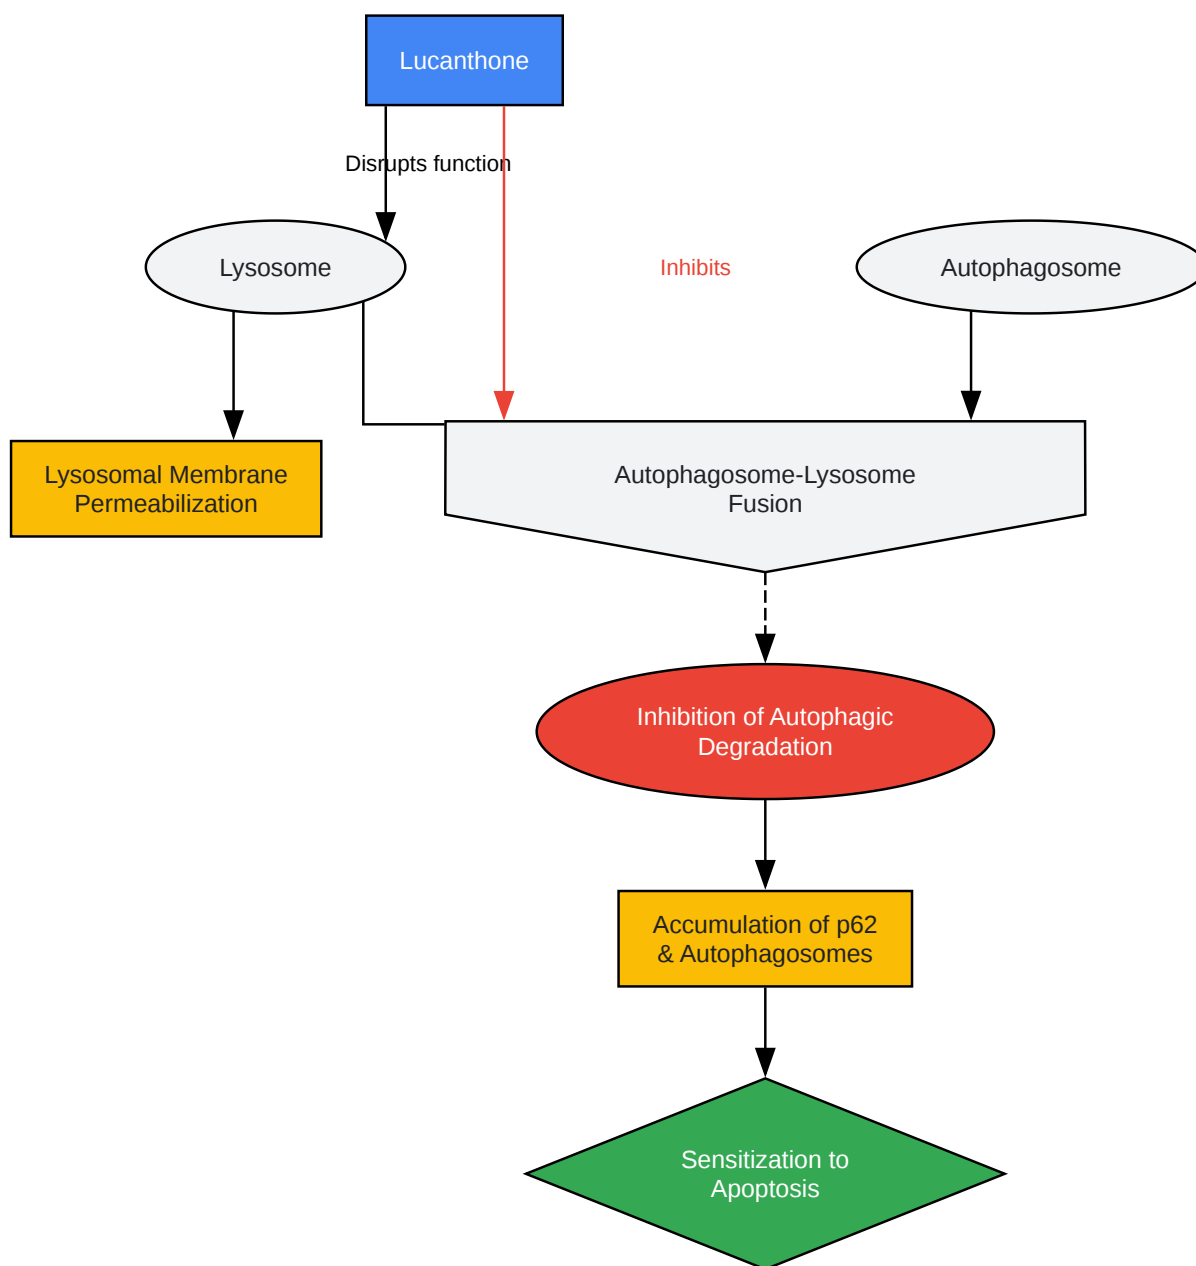 Lucanthone
Disrupts function
Lysosome
Inhibits
Autophagosome
Lysosomal Membrane
Permeabilization
Autophagosome-Lysosome
Fusion
Inhibition of Autophagic
Degradation
Accumulation of p62
& Autophagosomes
Sensitization to
Apoptosis